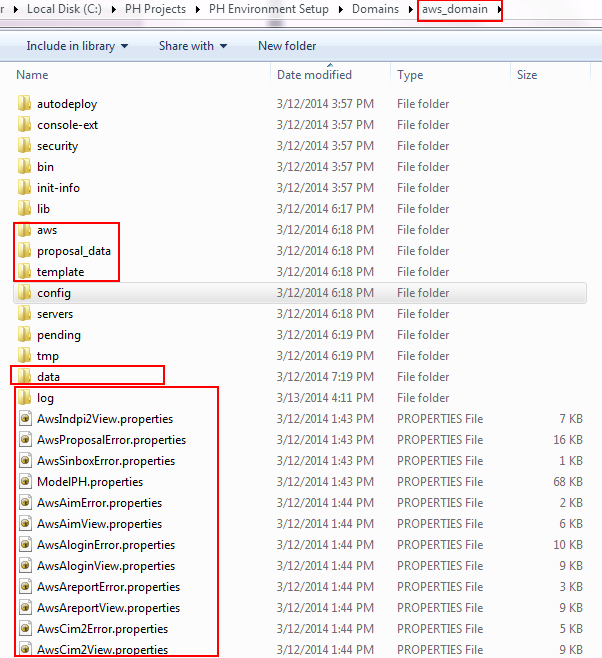 r ▸ Local Disk (C:) ▸ PH Projects ▸ PH Environment Setup ▸ Domains ▸ aws_domain ▸
Include in library Share with New folder
Name Date modified Type Size
autodeploy 3/12/2014 3:57 PM File folder
console-ext 3/12/2014 3:57 PM File folder
security 3/12/2014 3:57 PM File folder
bin 3/12/2014 3:57 PM File folder
init-info 3/12/2014 3:57 PM File folder
lib 3/12/2014 6:17 PM File folder
aws 3/12/2014 6:18 PM File folder
proposal_data 3/12/2014 6:18 PM File folder
template 3/12/2014 6:18 PM File folder
config 3/12/2014 6:18 PM File folder
servers 3/12/2014 6:18 PM File folder
pending 3/12/2014 6:19 PM File folder
tmp 3/12/2014 6:19 PM File folder
data 3/12/2014 7:19 PM File folder
log 3/13/2014 4:11 PM File folder
AwsIndpi2View.properties 3/12/2014 1:43 PM PROPERTIES File 7 KB
AwsProposalError.properties 3/12/2014 1:43 PM PROPERTIES File 16 KB
AwsSinboxError.properties 3/12/2014 1:43 PM PROPERTIES File 1 KB
ModelPH.properties 3/12/2014 1:43 PM PROPERTIES File 68 KB
AwsAimError.properties 3/12/2014 1:44 PM PROPERTIES File 2 KB
AwsAimView.properties 3/12/2014 1:44 PM PROPERTIES File 6 KB
AwsAloginError.properties 3/12/2014 1:44 PM PROPERTIES File 10 KB
AwsAloginView.properties 3/12/2014 1:44 PM PROPERTIES File 9 KB
AwsAreportError.properties 3/12/2014 1:44 PM PROPERTIES File 3 KB
AwsAreportView.properties 3/12/2014 1:44 PM PROPERTIES File 9 KB
AwsCim2Error.properties 3/12/2014 1:44 PM PROPERTIES File 5 KB
AwsCim2View.properties 3/12/2014 1:44 PM PROPERTIES File 9 KB